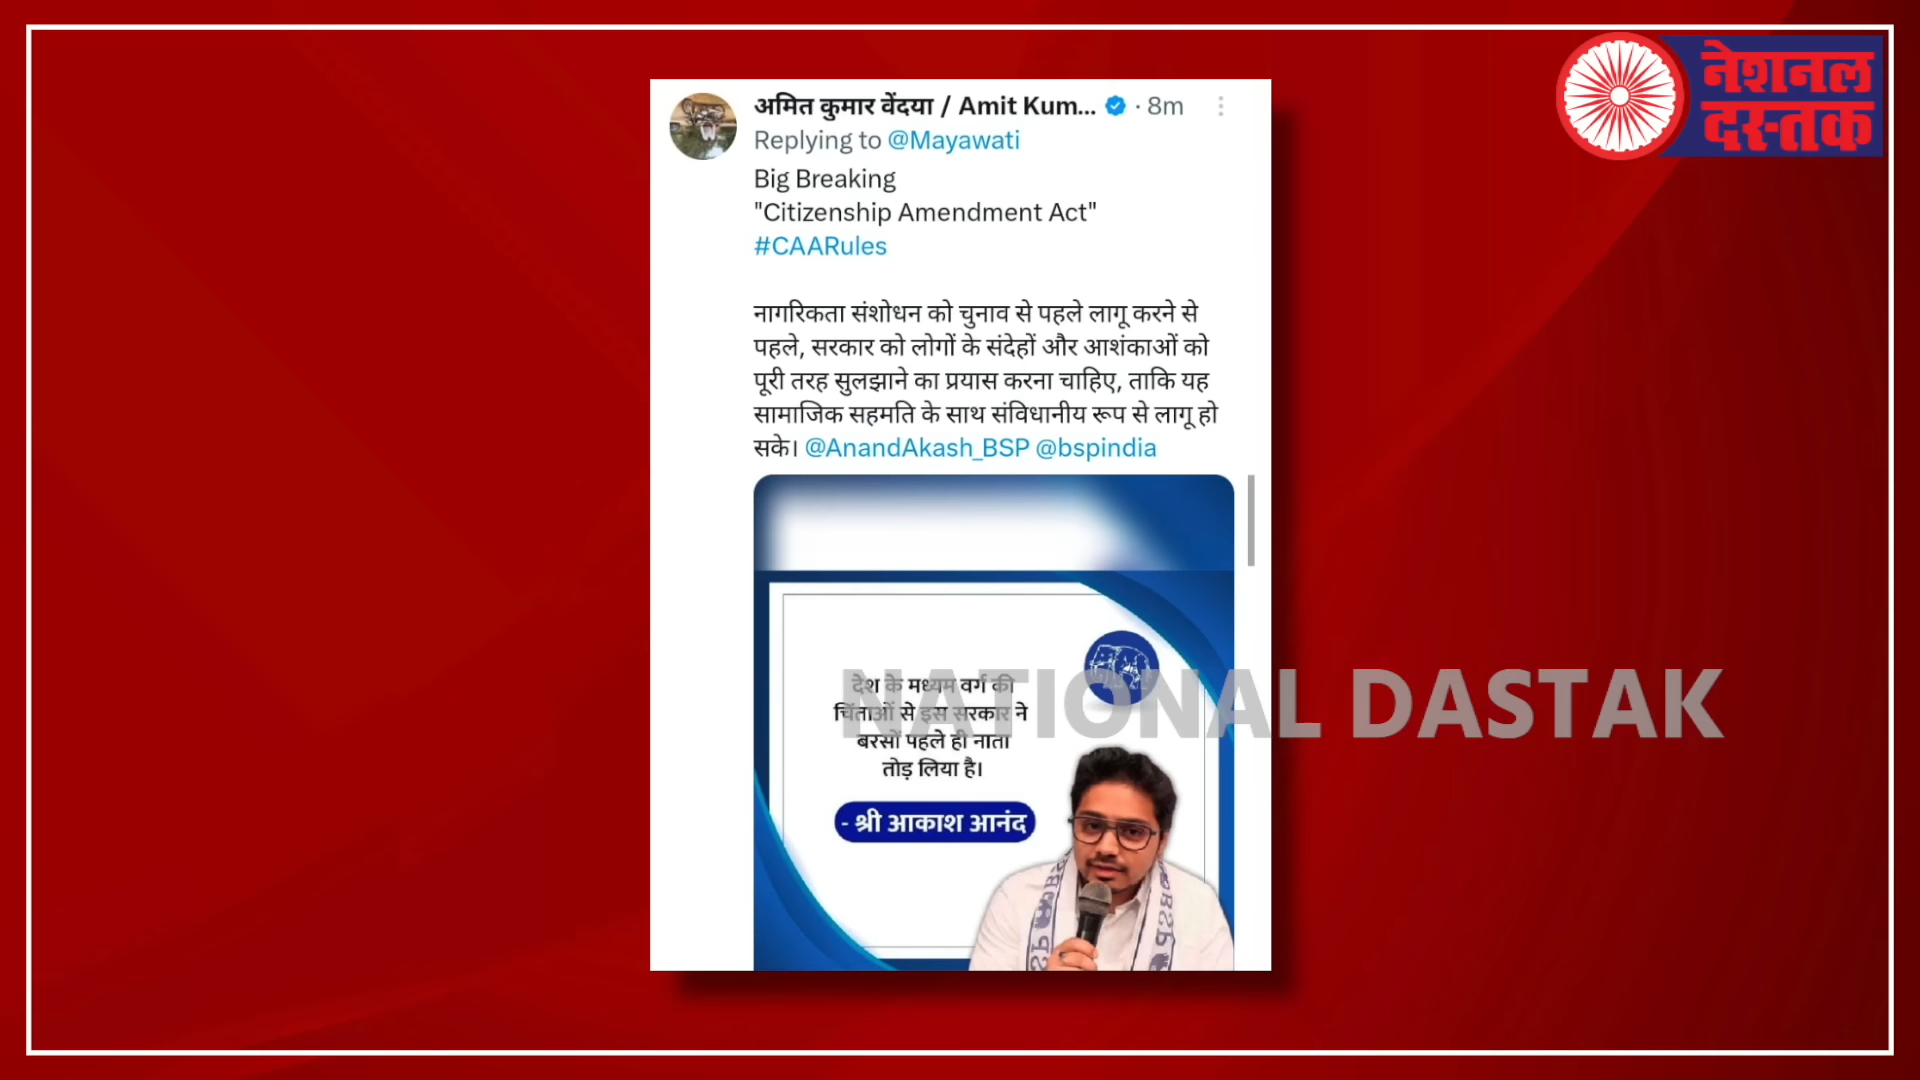 नेशनल
दस्तक
अमित कुमार वेंदया / Amit Kum... · 8m
Replying to @Mayawati
Big Breaking
"Citizenship Amendment Act"
#CAARules
नागरिकता संशोधन को चुनाव से पहले लागू करने से
पहले, सरकार को लोगों के संदेहों और आशंकाओं को
पूरी तरह सुलझाने का प्रयास करना चाहिए, ताकि यह
सामाजिक सहमति के साथ संविधानीय रूप से लागू हो
सके। @AnandAkash_BSP @bspindia
देश के मध्यम वर्ग की
चिंताओं से इस सरकार ने
बरसों पहले ही नाता
तोड़ लिया है।
- श्री आकाश आनंद
NATIONAL DASTAK
BSP